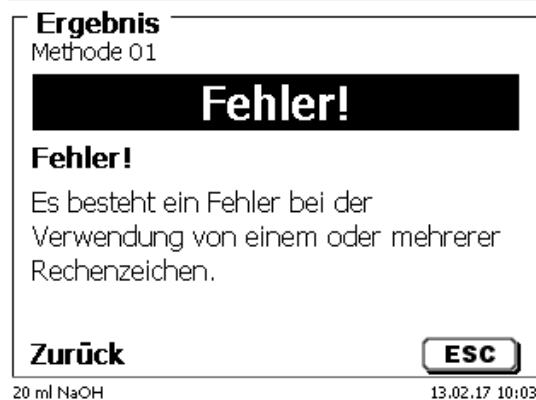 Ergebnis
Methode 01
Fehler!
Fehler!
Es besteht ein Fehler bei der
Verwendung von einem oder mehrerer
Rechenzeichen.
Zurück ESC
20 ml NaOH 13.02.17 10:03